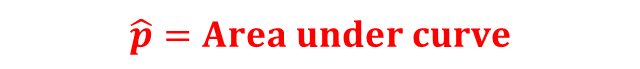 p̂ = Area under curve